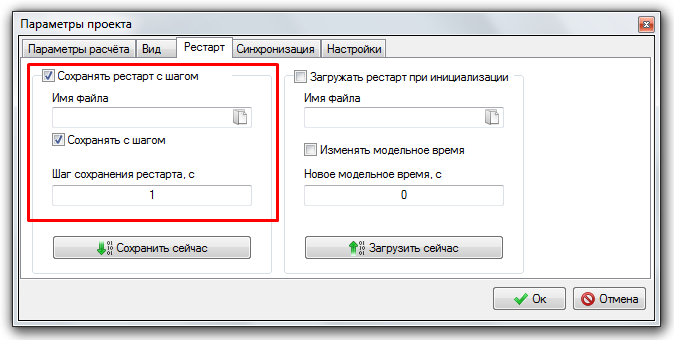 Параметры проекта
Параметры расчёта Вид Рестарт Синхронизация Настройки
Сохранять рестарт с шагом
Имя файла
Сохранять с шагом
Шаг сохранения рестарта, с
1
Сохранить сейчас
Загружать рестарт при инициализации
Имя файла
Изменять модельное время
Новое модельное время, с
0
Загрузить сейчас
Ок Отмена